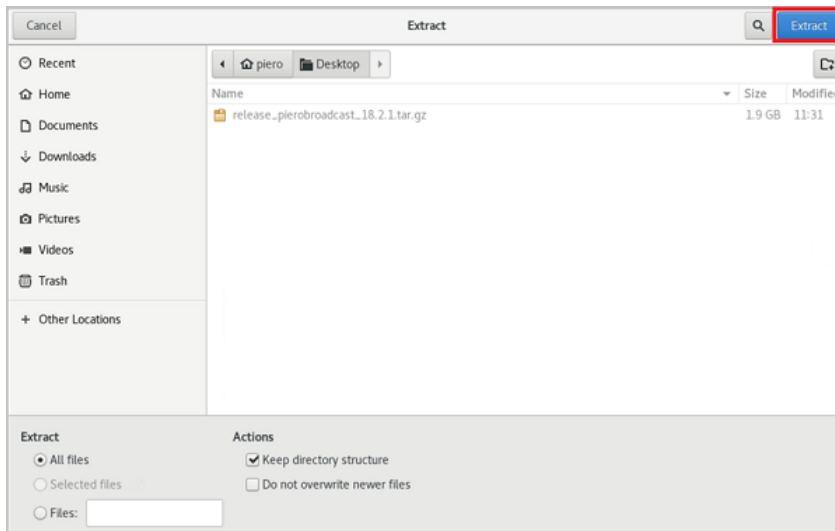 Cancel Extract Extract
Recent
piero Desktop
Home
Name Size Modifie
release_pierobroadcast_18.2.1.tar.gz 1.9 GB 11:31
Documents
Downloads
Music
Pictures
Videos
Trash
+ Other Locations
Extract
All files
Selected files
Files:
Actions
Keep directory structure
Do not overwrite newer files